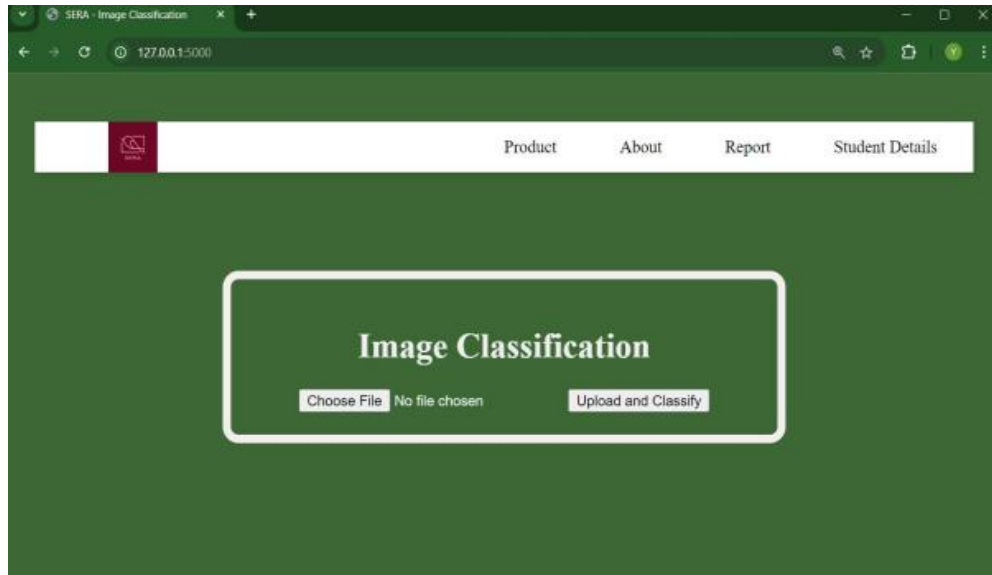 SERA - Image Classification
127.0.0.1:5000
Y
SERA
Product About Report Student Details
Image Classification
Choose File No file chosen Upload and Classify